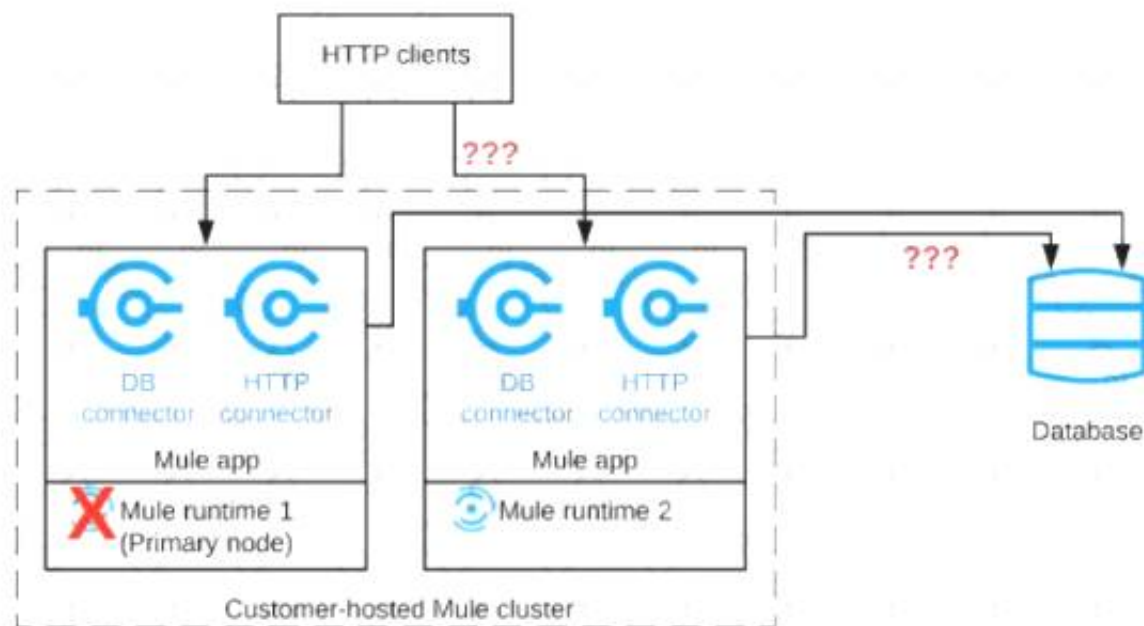 HTTP clients
???
???
DB
connector
HTTP
connector
DB
connector
HTTP
connector
Database
Mule app
Mule app
Mule runtime 1
(Primary node)
Mule runtime 2
Customer-hosted Mule cluster